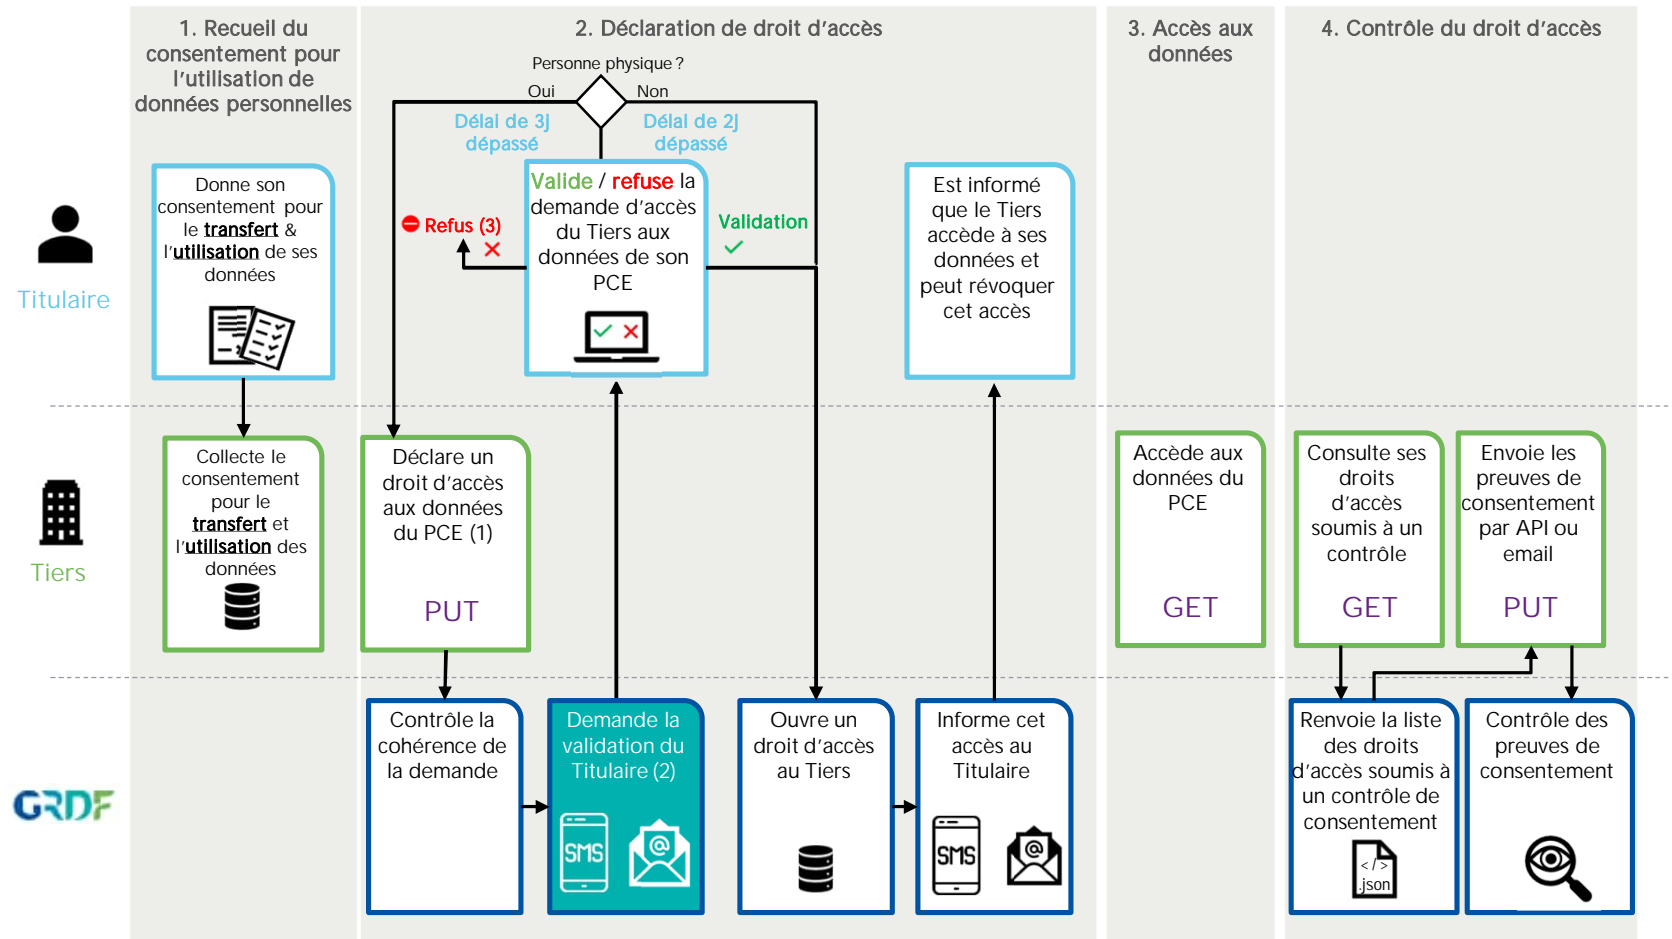 1. Recueil du
consentement pour
l'utilisation de
données personnelles
2. Déclaration de droit d'accès
3. Accès aux
données
4. Contrôle du droit d'accès
Personne physique ?
Oui
Non
Délai de 3j
dépassé
Délai de 2j
dépassé
Titulaire
Donne son
consentement pour
le transfert &
l'utilisation de ses
données
Refus (3)
Valide / refuse la
demande d'accès
du Tiers aux
données de son
PCE
Validation
Est informé
que le Tiers
accède à ses
données et
peut révoquer
cet accès
Tiers
Collecte le
consentement
pour le
transfert et
l'utilisation des
données
Déclare un
droit d'accès
aux données
du PCE (1)
PUT
Accède aux
données du
PCE
GET
Consulte ses
droits
d'accès
soumis à un
contrôle
GET
Envoie les
preuves de
consentement
par API ou
email
PUT
GRDF
Contrôle la
cohérence de
la demande
Demande la
validation du
Titulaire (2)
SMS
@
Ouvre un
droit d'accès
au Tiers
Informe cet
accès au
Titulaire
SMS
@
Renvoie la liste
des droits
d'accès soumis à
un contrôle de
consentement
< / >
.json
Contrôle des
preuves de
consentement